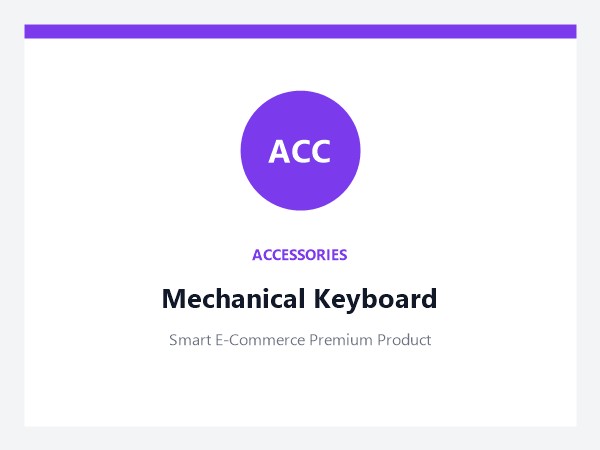 ACC
ACCESSORIES
Mechanical Keyboard
Smart E-Commerce Premium Product